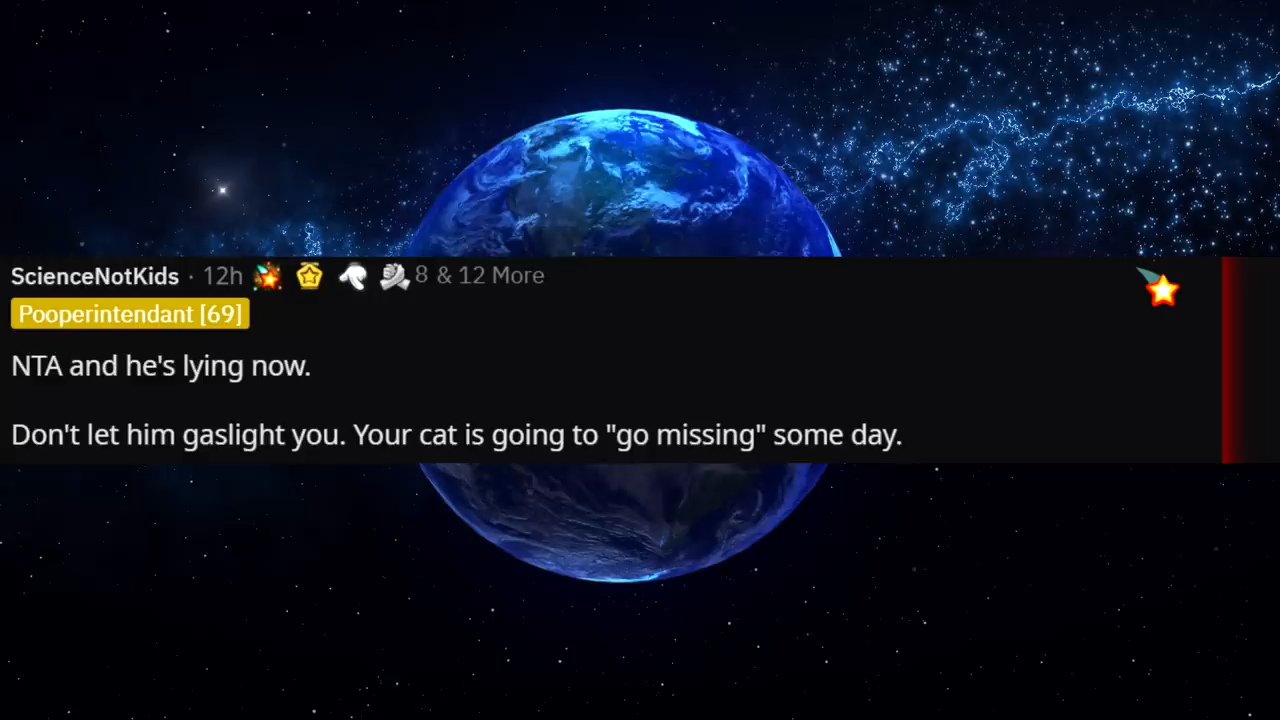 ScienceNotKids · 12h 8 & 12 More
Pooperintendant [69]
NTA and he's lying now.
Don't let him gaslight you. Your cat is going to "go missing" some day.